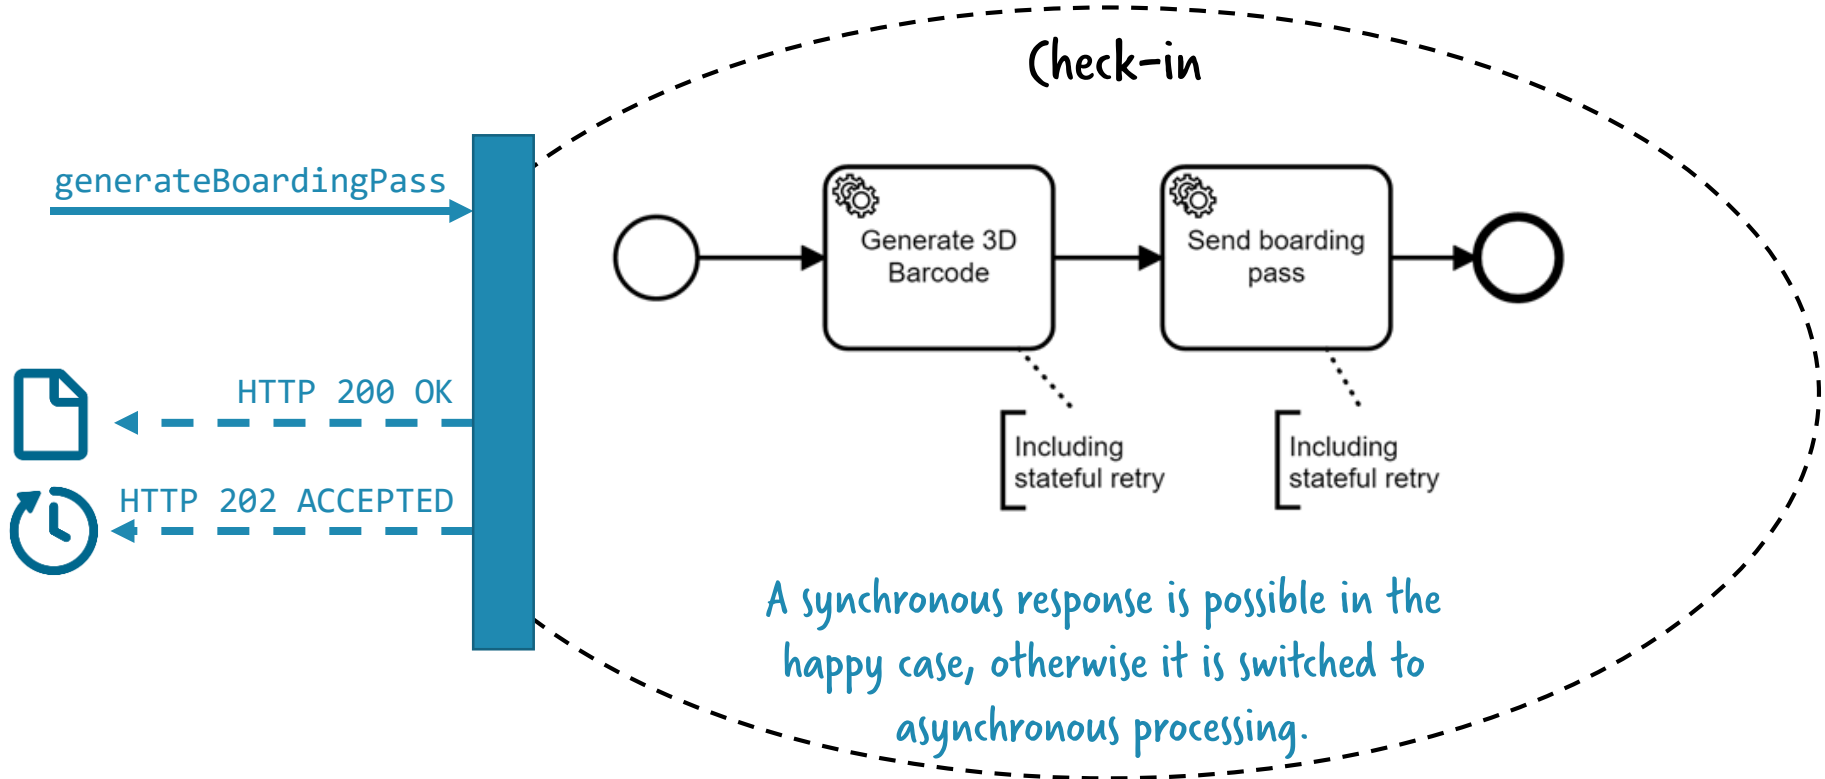 Check-in
generateBoardingPass
Generate 3D
Barcode
Send boarding
pass
HTTP 200 OK
HTTP 202 ACCEPTED
Including
stateful retry
Including
stateful retry
A synchronous response is possible in the
happy case, otherwise it is switched to
asynchronous processing.